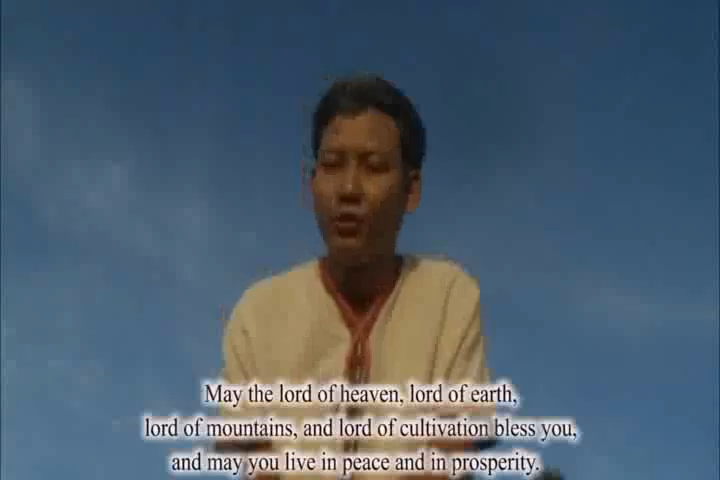 May the lord of heaven, lord of earth,
lord of mountains, and lord of cultivation bless you,
and may you live in peace and in prosperity.